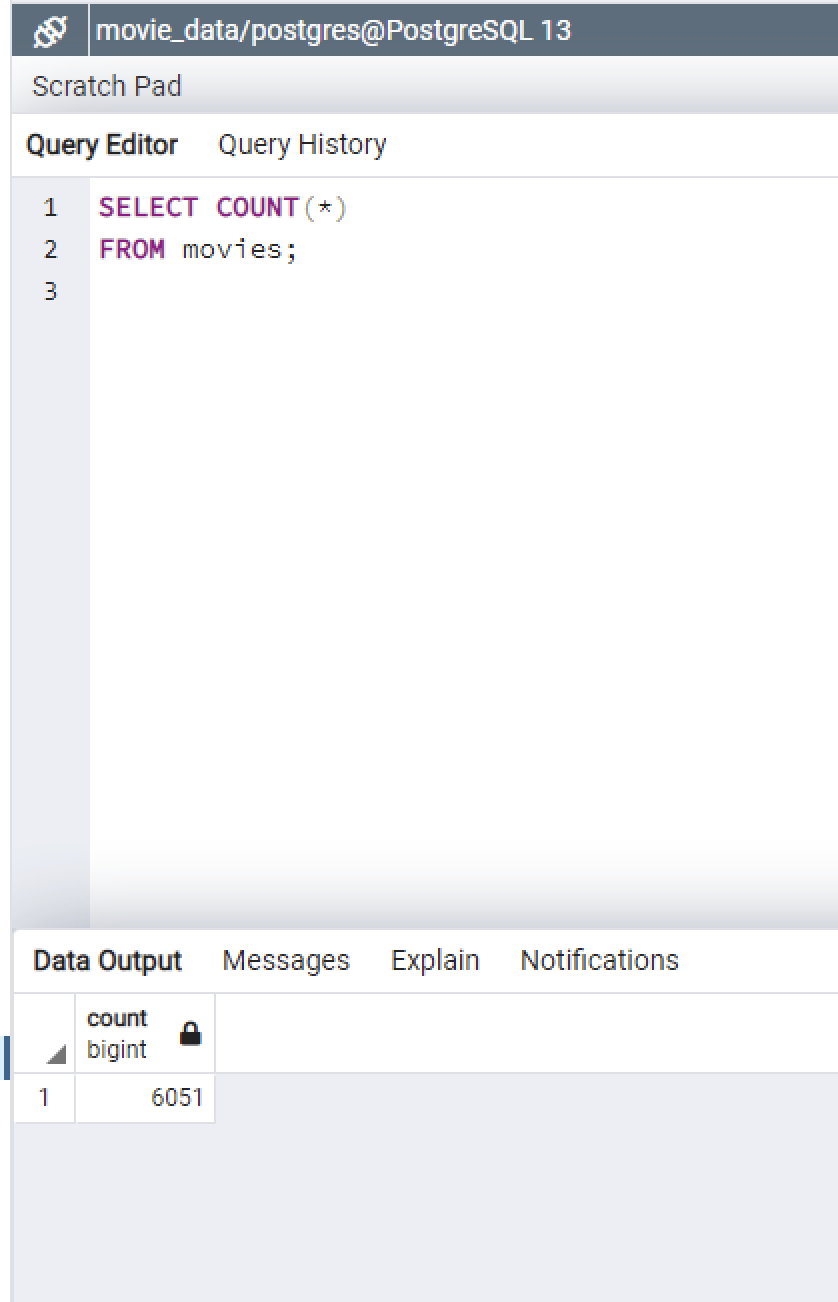 movie_data/postgres@PostgreSQL 13
Scratch Pad
Query Editor Query History
1 SELECT COUNT(*)
2 FROM movies;
3
Data Output Messages Explain Notifications
count
bigint
1 6051